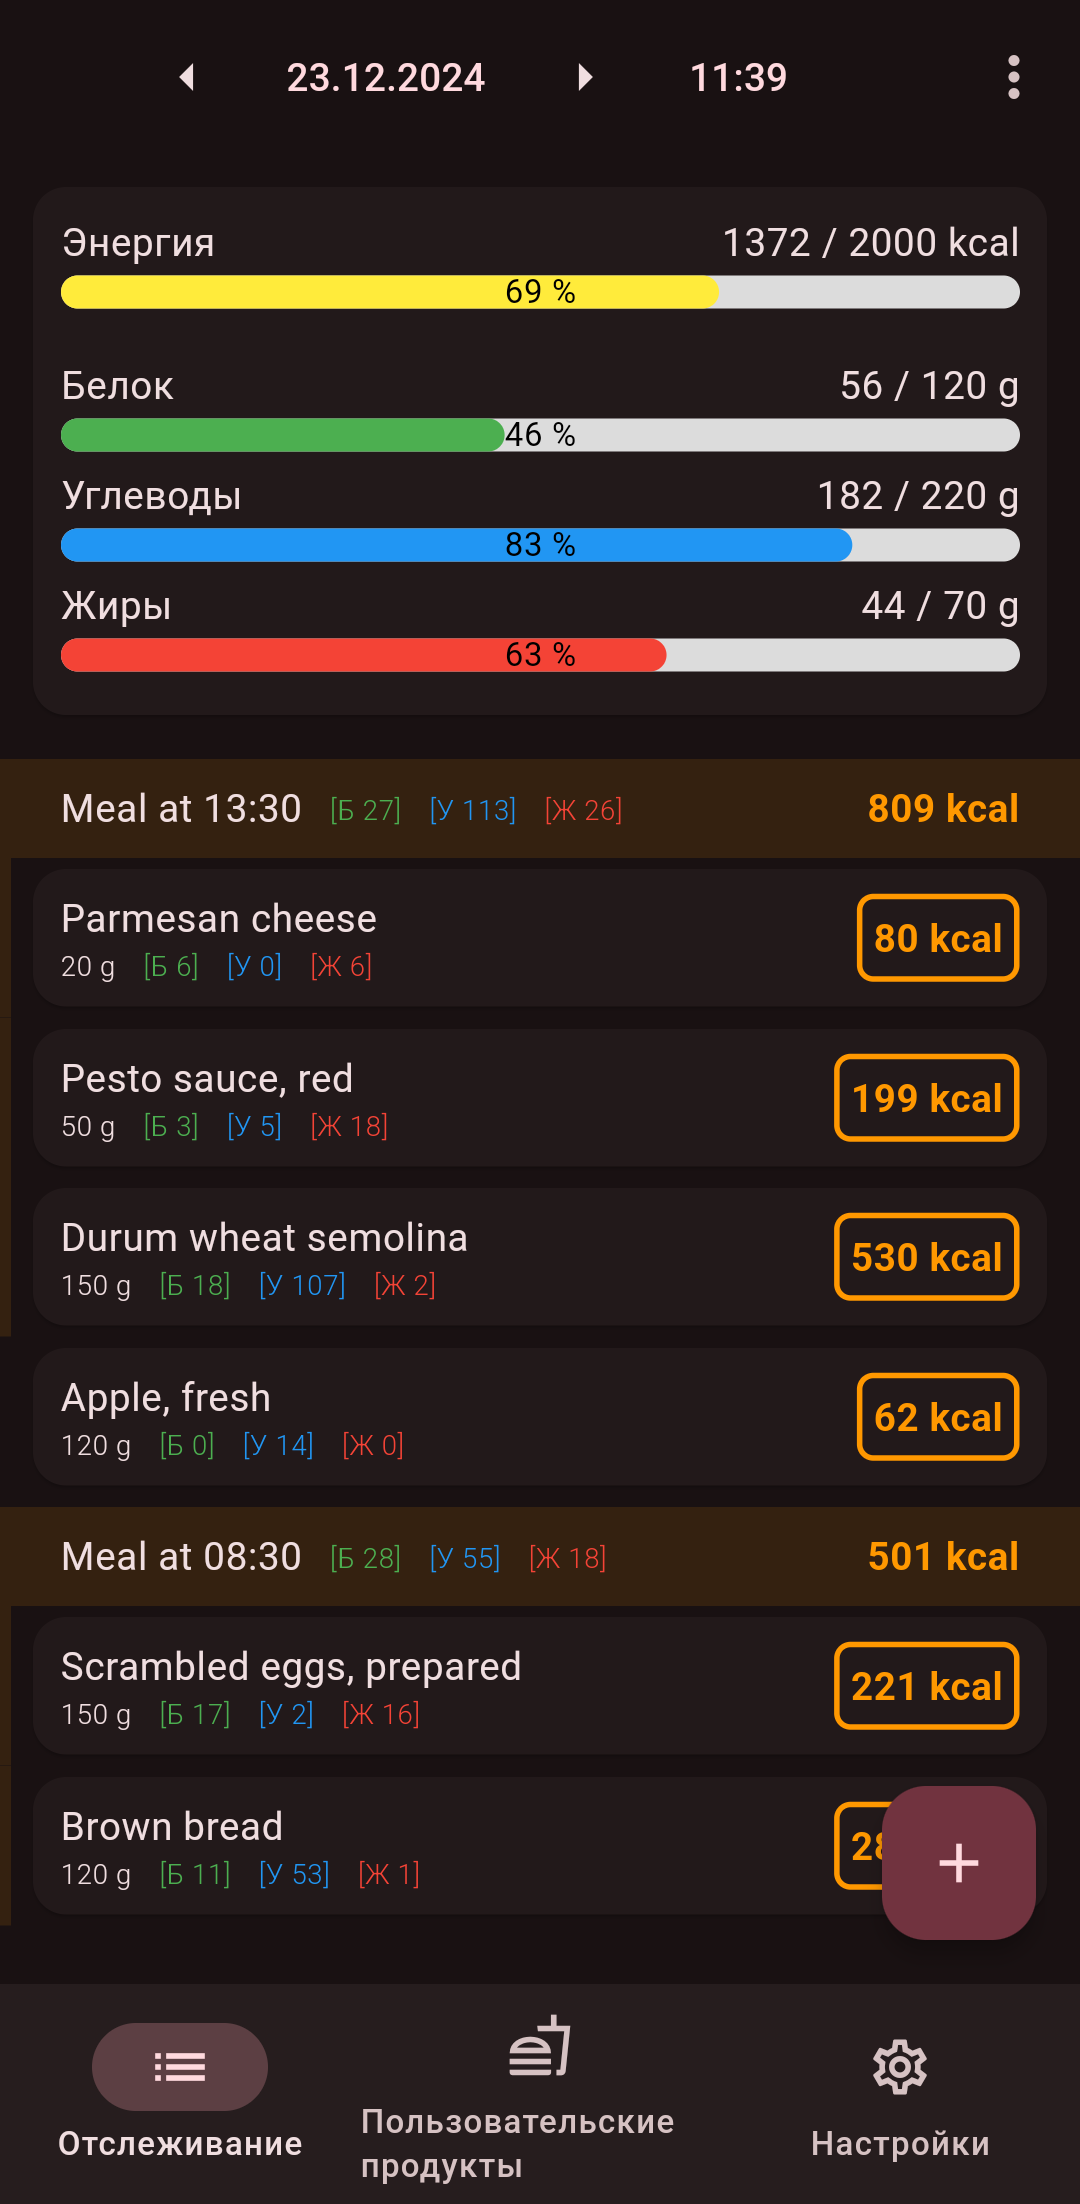 23.12.2024 11:39
Энергия 1372 / 2000 kcal
69 %
Белок 56 / 120 g
46 %
Углеводы 182 / 220 g
83 %
Жиры 44 / 70 g
63 %
Meal at 13:30 [Б 27] [У 113] [Ж 26] 809 kcal
Parmesan cheese 80 kcal
20 g [Б 6] [У 0] [Ж 6]
Pesto sauce, red 199 kcal
50 g [Б 3] [У 5] [Ж 18]
Durum wheat semolina 530 kcal
150 g [Б 18] [У 107] [Ж 2]
Apple, fresh 62 kcal
120 g [Б 0] [У 14] [Ж 0]
Meal at 08:30 [Б 28] [У 55] [Ж 18] 501 kcal
Scrambled eggs, prepared 221 kcal
150 g [Б 17] [У 2] [Ж 16]
Brown bread
120 g [Б 11] [У 53] [Ж 1]
Отслеживание
Пользовательские
продукты
Настройки